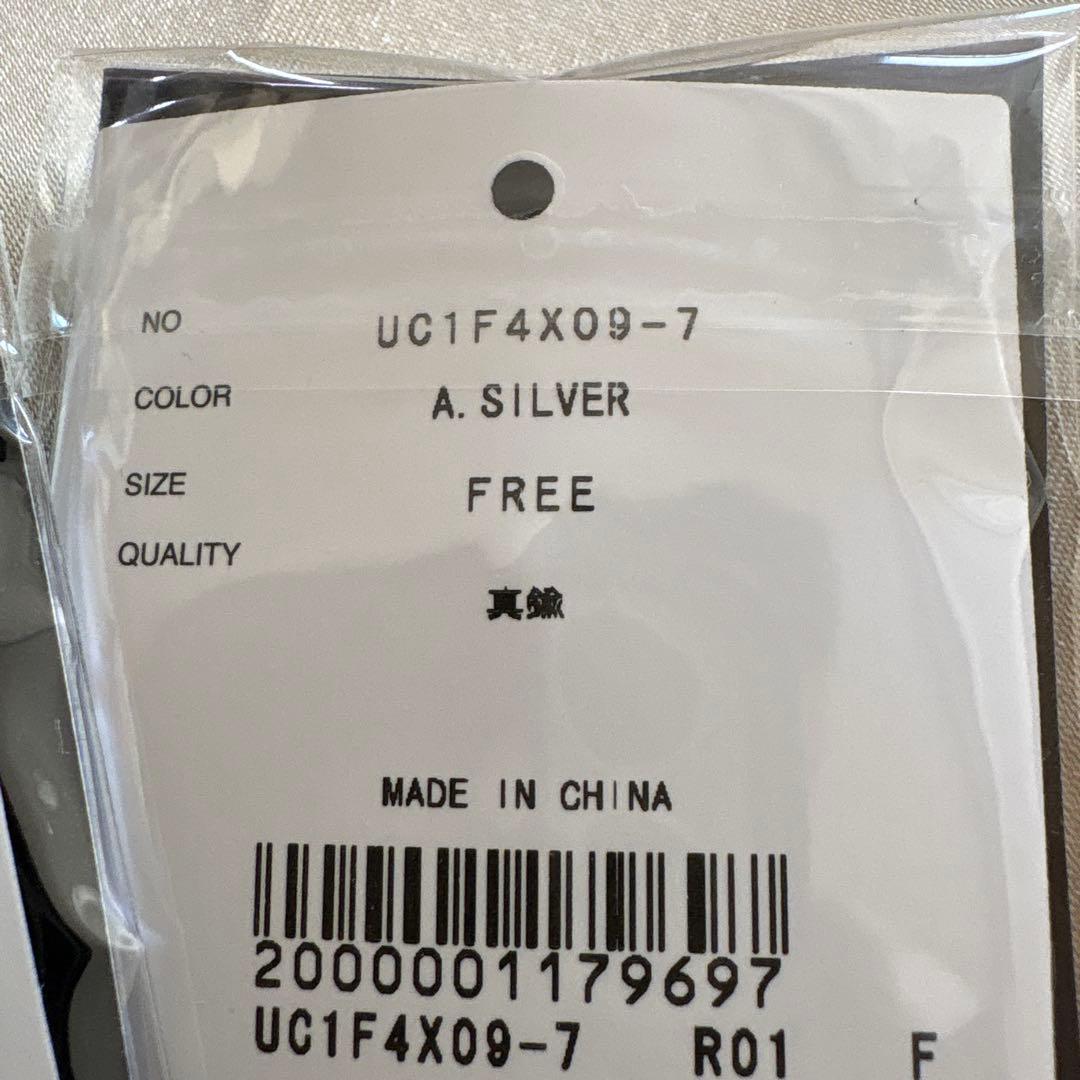 NO UC1F4X09-7
COLOR A. SILVER
SIZE FREE
QUALITY
真鍮
MADE IN CHINA
2000001179697
UC1F4X09-7 R01 F